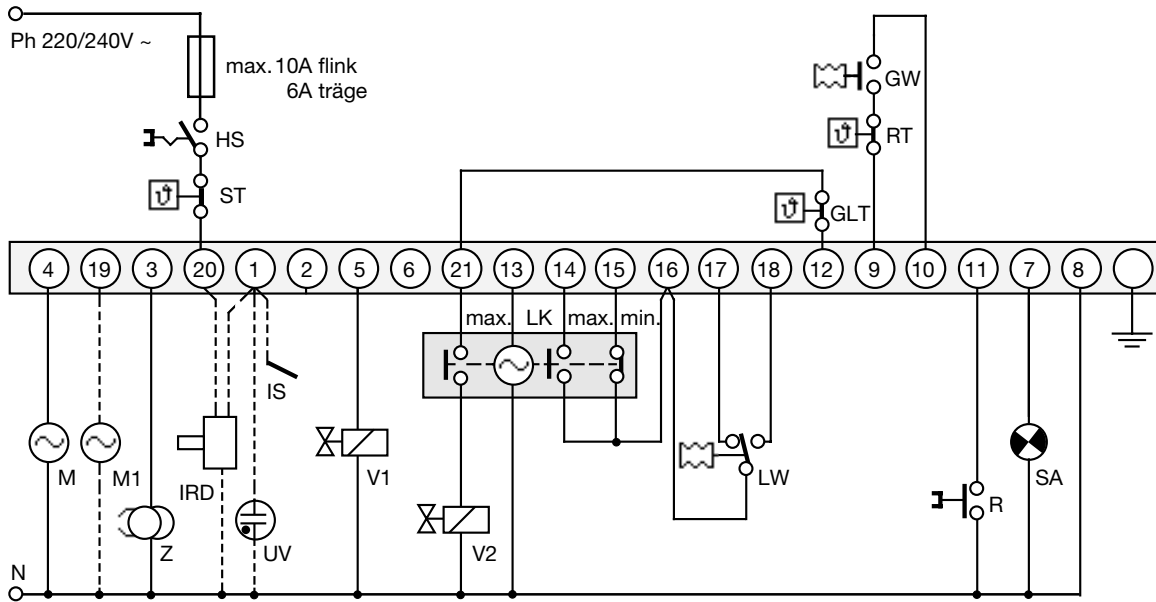 Ph 220/240V ~
max. 10A flink
6A träge
HS
ST
GW
RT
GLT
4 19 3 20 1 2 5 6 21 13 14 15 16 17 18 12 9 10 11 7 8
max. LK max. min.
IS
M
M1
IRD
Z
UV
V1
V2
LW
R
SA
N